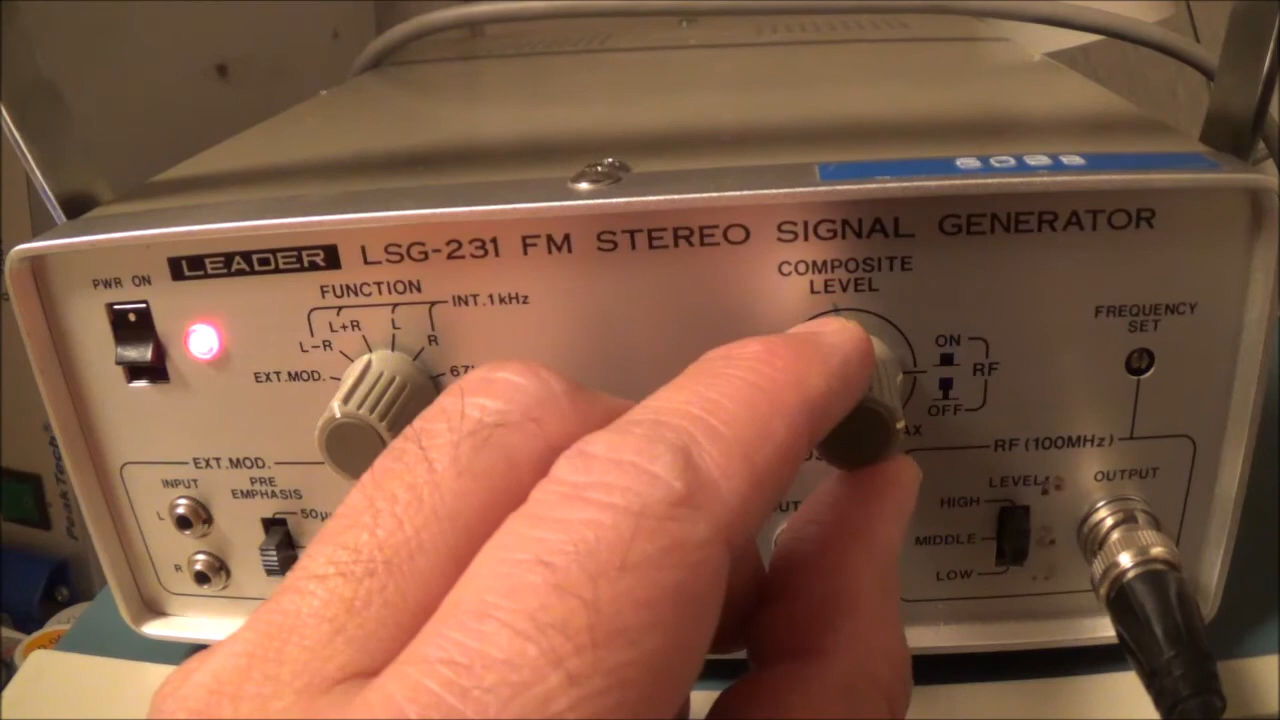 LEADER LSG-231 FM STEREO SIGNAL GENERATOR
PWR ON
FUNCTION
INT.1kHz
L+R
L
L-R
R
EXT.MOD.
COMPOSITE
LEVEL
ON
RF
OFF
FREQUENCY
SET
EXT.MOD.
INPUT
L
R
PRE
EMPHASIS
RF (100MHz)
LEVEL
HIGH
MIDDLE
LOW
OUTPUT
PeakTech